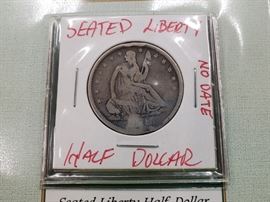 SEATED LIBERTY
NO DATE
HALF DOLLAR
Seated Liberty Half Dollar